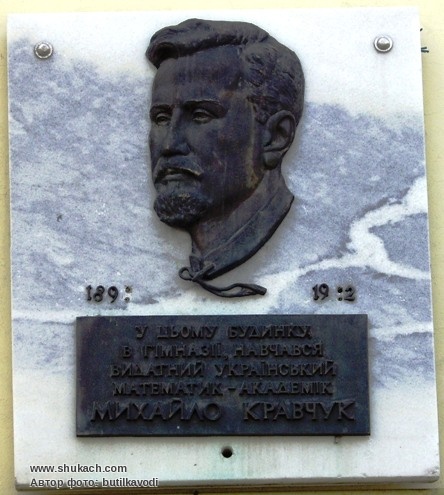 У ЦЬОМУ БУДИНКУ
В ГІМНАЗІЇ НАВЧАВСЯ
ВИДАТНИЙ УКРАЇНСЬКИЙ
МАТЕМАТИК - АКАДЕМІК
МИХАЙЛО КРАВЧУК
www.shukach.com
Автор фото: butilkavodi